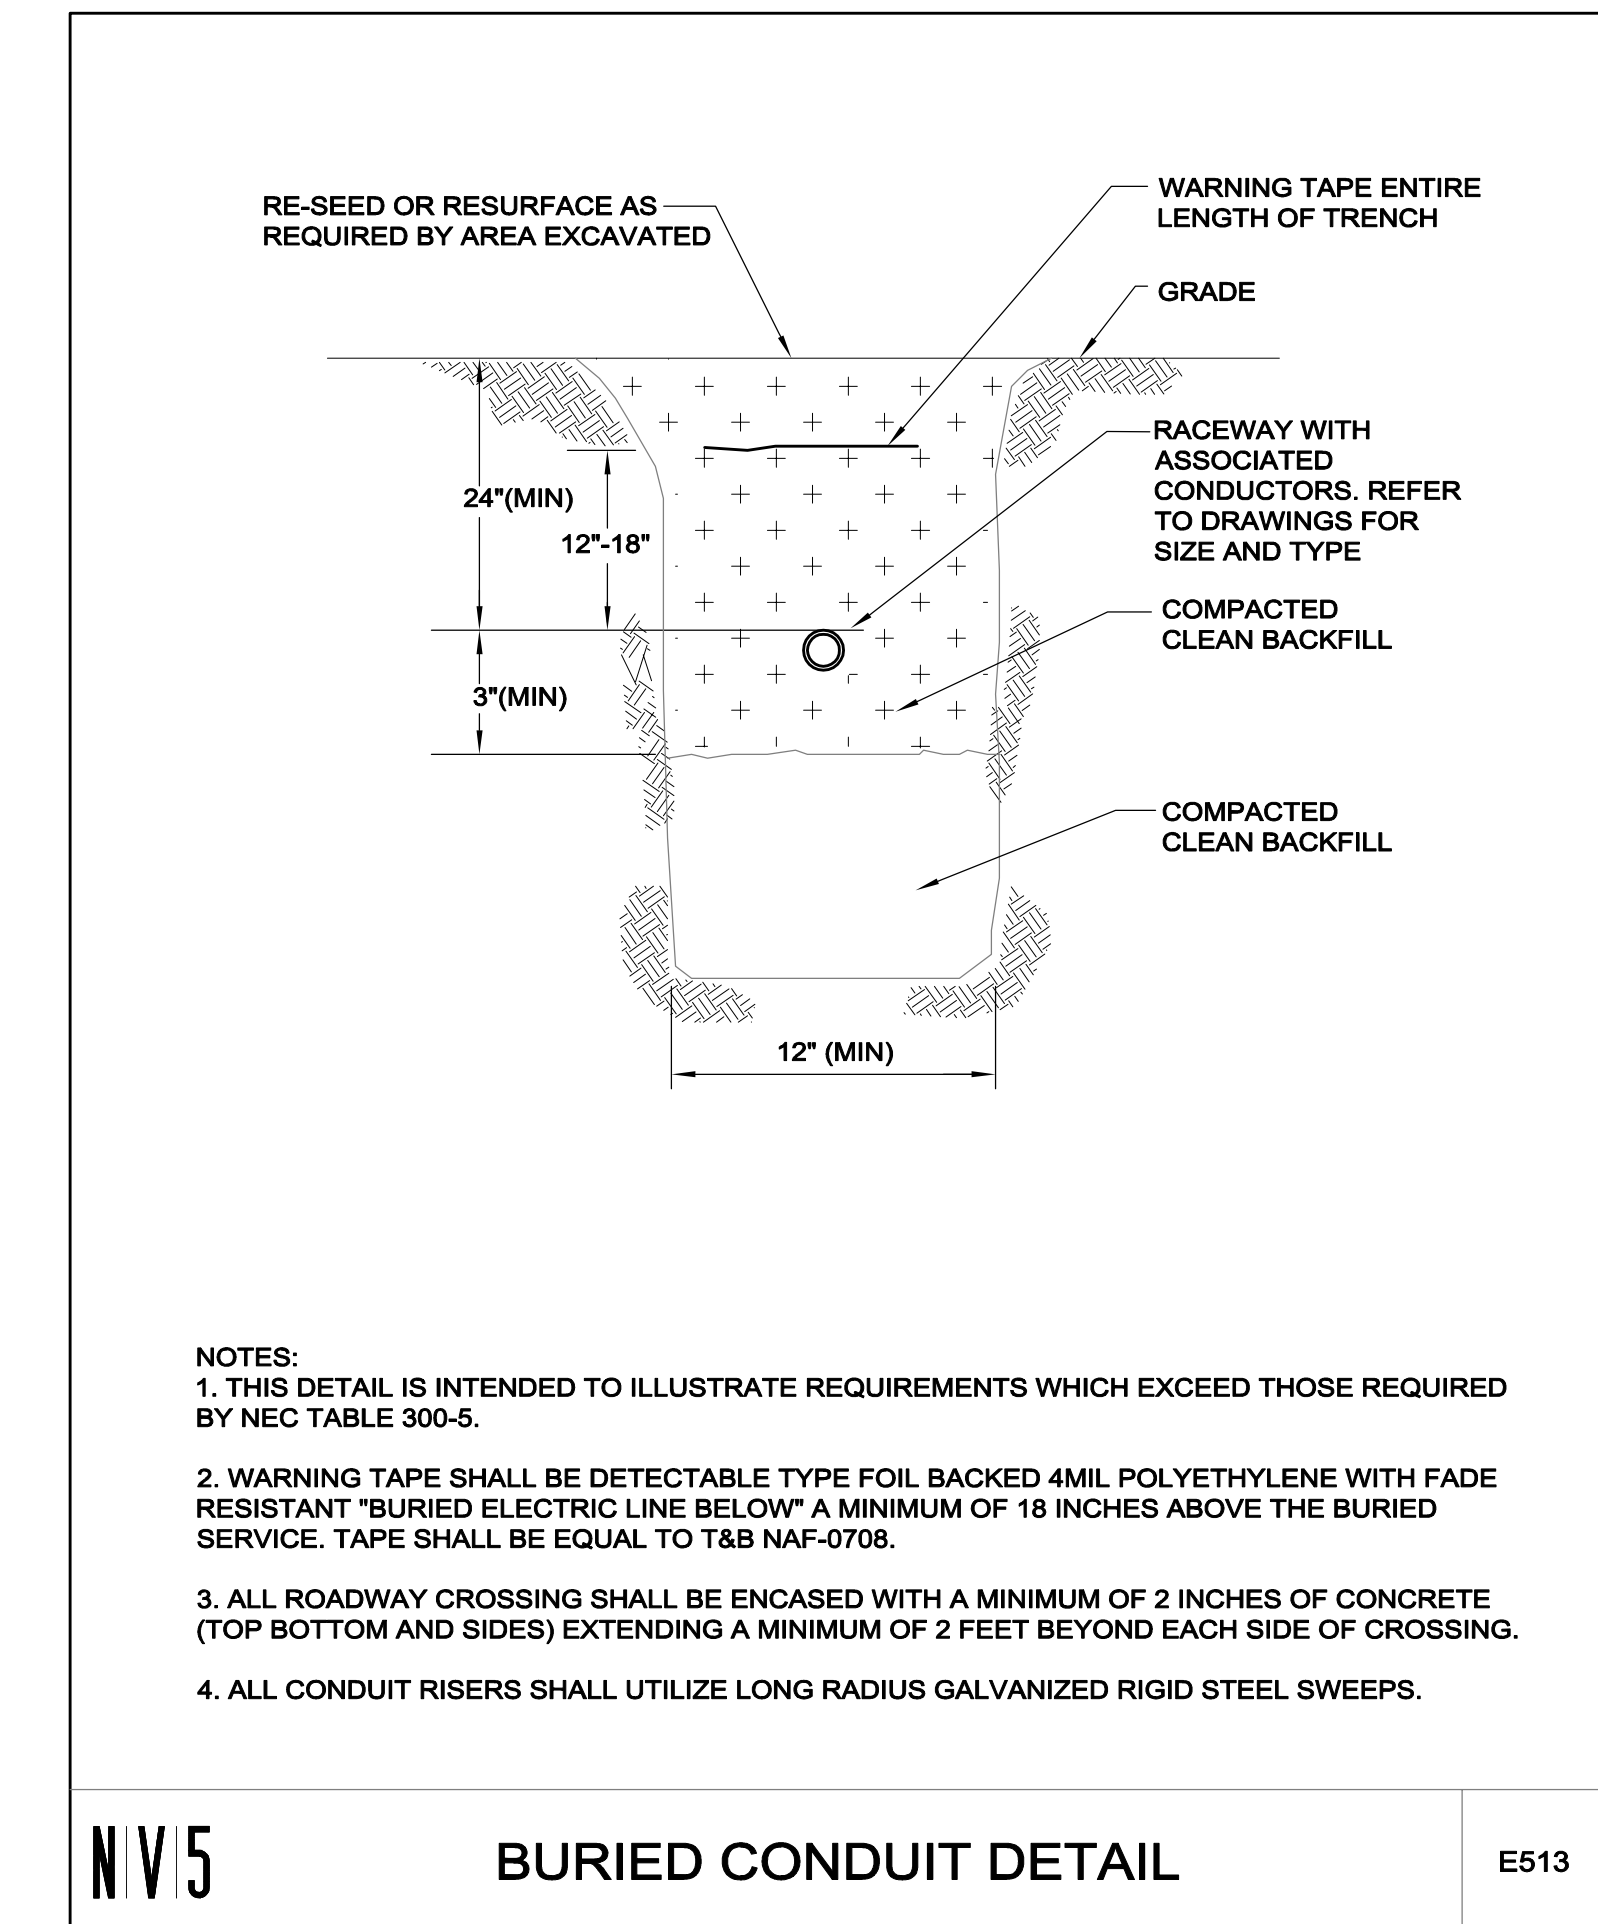 RE-SEED OR RESURFACE AS
REQUIRED BY AREA EXCAVATED
WARNING TAPE ENTIRE
LENGTH OF TRENCH
GRADE
RACEWAY WITH
ASSOCIATED
CONDUCTORS. REFER
TO DRAWINGS FOR
SIZE AND TYPE
24"(MIN)
12"-18"
COMPACTED
CLEAN BACKFILL
3"(MIN)
COMPACTED
CLEAN BACKFILL
12" (MIN)
NOTES:
1. THIS DETAIL IS INTENDED TO ILLUSTRATE REQUIREMENTS WHICH EXCEED THOSE REQUIRED
BY NEC TABLE 300-5.
2. WARNING TAPE SHALL BE DETECTABLE TYPE FOIL BACKED 4MIL POLYETHYLENE WITH FADE
RESISTANT "BURIED ELECTRIC LINE BELOW" A MINIMUM OF 18 INCHES ABOVE THE BURIED
SERVICE. TAPE SHALL BE EQUAL TO T&B NAF-0708.
3. ALL ROADWAY CROSSING SHALL BE ENCASED WITH A MINIMUM OF 2 INCHES OF CONCRETE
(TOP BOTTOM AND SIDES) EXTENDING A MINIMUM OF 2 FEET BEYOND EACH SIDE OF CROSSING.
4. ALL CONDUIT RISERS SHALL UTILIZE LONG RADIUS GALVANIZED RIGID STEEL SWEEPS.
N|V|5
BURIED CONDUIT DETAIL
E513